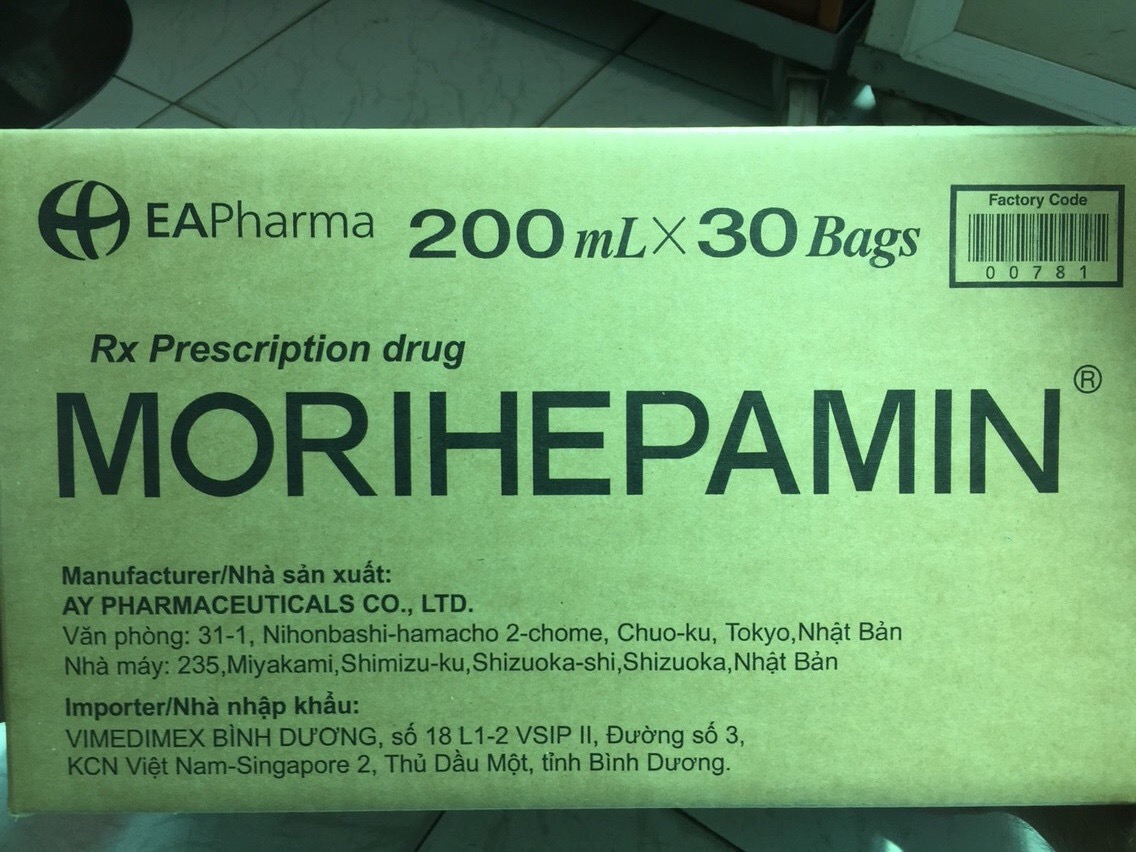 EAPharma
200 mL×30 Bags
Factory Code
00781
Rx Prescription drug
MORIHEPAMIN®
Manufacturer/Nhà sản xuất:
AY PHARMACEUTICALS CO., LTD.
Văn phòng: 31-1, Nihonbashi-hamacho 2-chome, Chuo-ku, Tokyo,Nhật Bản
Nhà máy: 235,Miyakami,Shimizu-ku,Shizuoka-shi,Shizuoka,Nhật Bản
Importer/Nhà nhập khẩu:
VIMEDIMEX BÌNH DƯƠNG, số 18 L1-2 VSIP II, Đường số 3,
KCN Việt Nam-Singapore 2, Thủ Dầu Một, tỉnh Bình Dương.